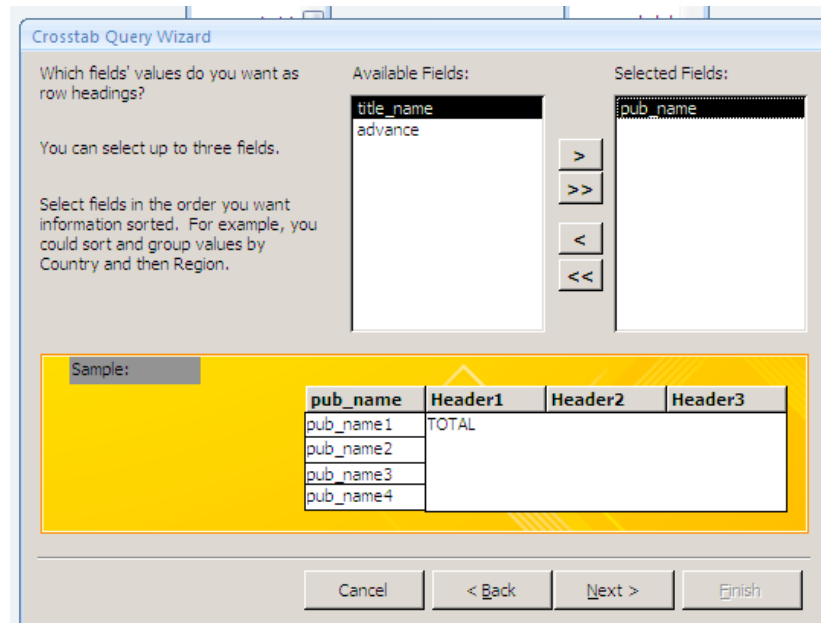 Crosstab Query Wizard
Which fields' values do you want as
row headings?
You can select up to three fields.
Select fields in the order you want
information sorted.  For example, you
could sort and group values by
Country and then Region.
Available Fields:
title_name
advance
>
>>
<
<<
Selected Fields:
pub_name
Sample:
pub_name Header1 Header2 Header3
pub_name1 TOTAL
pub_name2
pub_name3
pub_name4
Cancel < Back Next > Finish